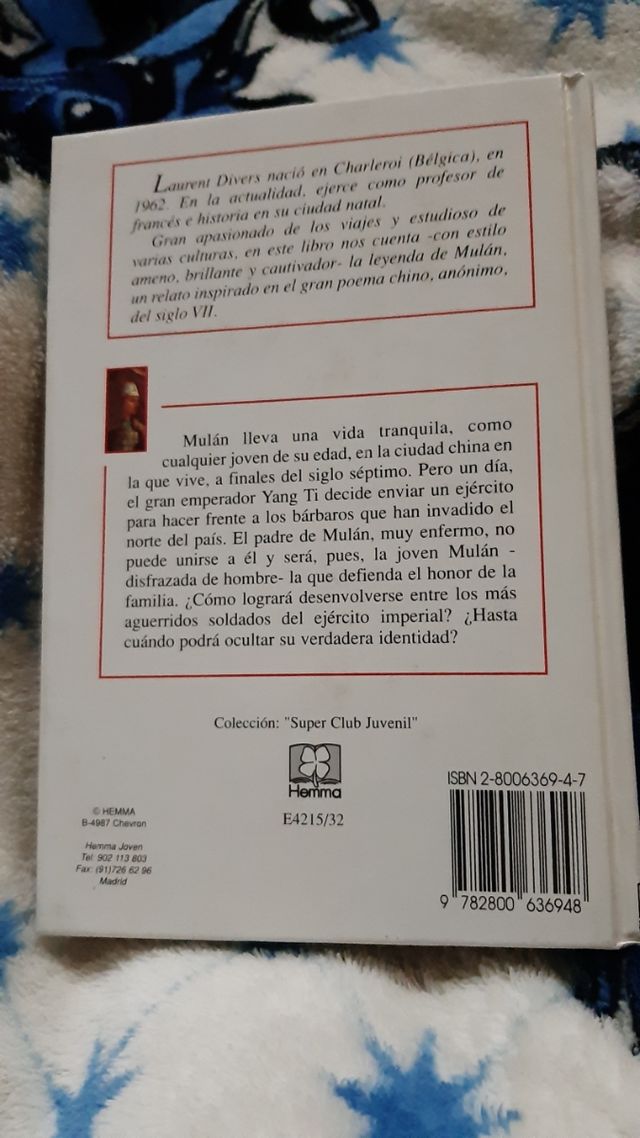 Laurent Divers nació en Charleroi (Bélgica), en
1962. En la actualidad, ejerce como profesor de
francés e historia en su ciudad natal.
Gran apasionado de los viajes y estudioso de
varias culturas, en este libro nos cuenta -con estilo
ameno, brillante y cautivador- la leyenda de Mulán,
un relato inspirado en el gran poema chino, anónimo,
del siglo VII.
Mulán lleva una vida tranquila, como
cualquier joven de su edad, en la ciudad china en
la que vive, a finales del siglo séptimo. Pero un día,
el gran emperador Yang Ti decide enviar un ejército
para hacer frente a los bárbaros que han invadido el
norte del país. El padre de Mulán, muy enfermo, no
puede unirse a él y será, pues, la joven Mulán -
disfrazada de hombre- la que defienda el honor de la
familia. ¿Cómo logrará desenvolverse entre los más
aguerridos soldados del ejército imperial? ¿Hasta
cuándo podrá ocultar su verdadera identidad?
Colección: "Super Club Juvenil"
Hemma
E4215/32
© HEMMA
B-4987 Chevron
Hemma Joven
Tel: 902 113 803
Fax: (91)726 62 96
Madrid
ISBN 2-8006369-4-7
9 782800 636948